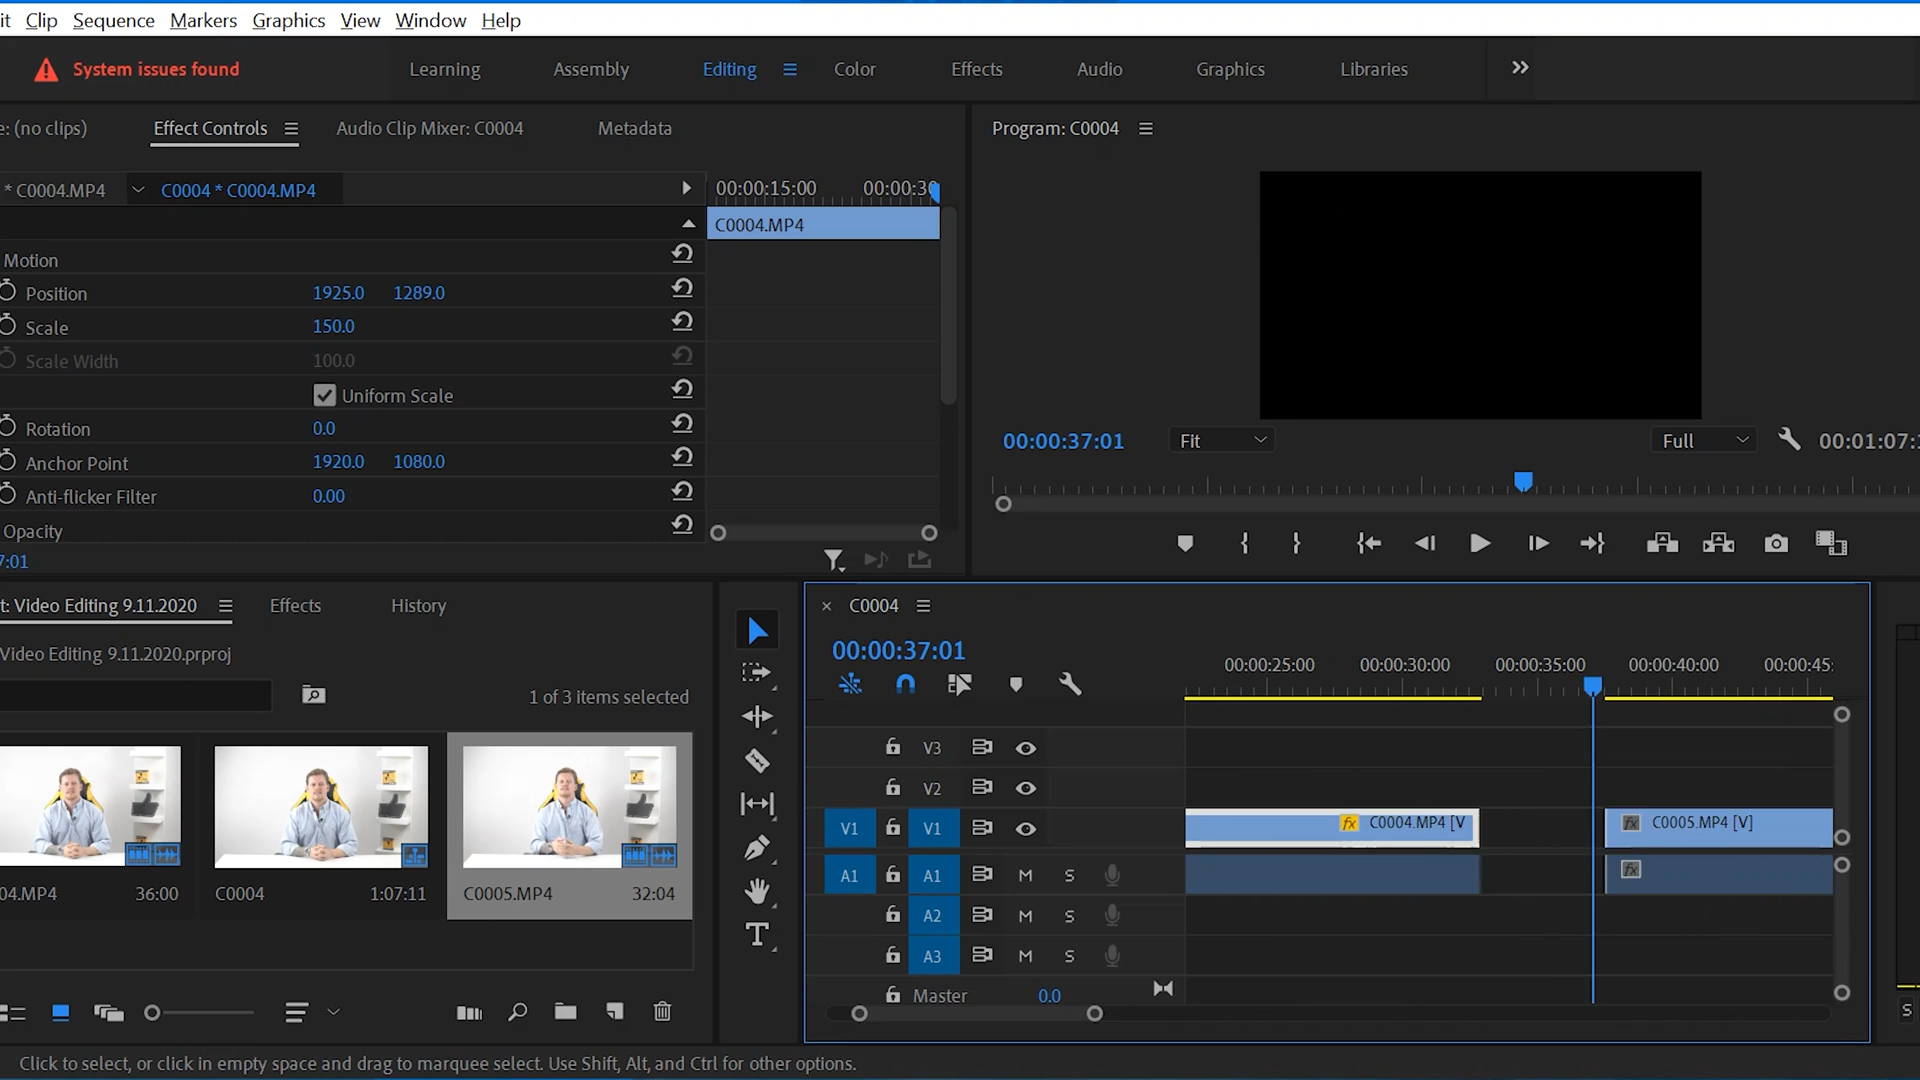 it Clip Sequence Markers Graphics View Window Help
System issues found Learning Assembly Editing Color Effects Audio Graphics Libraries
e: (no clips) Effect Controls Audio Clip Mixer: C0004 Metadata Program: C0004
* C0004.MP4 C0004 * C0004.MP4 00:00:15:00 00:00:30
C0004.MP4
Motion
Position 1925.0 1289.0
Scale 150.0
Scale Width 100.0
Uniform Scale
Rotation 0.0
00:00:37:01 Fit Full 00:01:07:1
Anchor Point 1920.0 1080.0
Anti-flicker Filter 0.00
Opacity
7:01
t: Video Editing 9.11.2020 Effects History C0004
Video Editing 9.11.2020.prproj
00:00:37:01
00:00:25:00 00:00:30:00 00:00:35:00 00:00:40:00 00:00:45:
1 of 3 items selected
V3
V2
V1 V1 fx C0004.MP4 [V fx C0005.MP4 [V]
A1 A1 M S fx
04.MP4 36:00 C0004 1:07:11 C0005.MP4 32:04
A2 M S
A3 M S
Master 0.0
S
Click to select, or click in empty space and drag to marquee select. Use Shift, Alt, and Ctrl for other options.